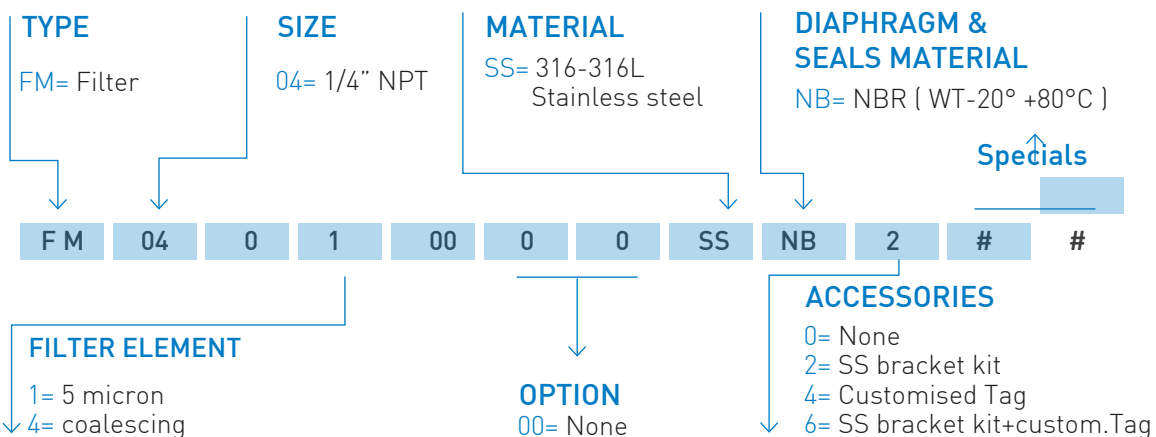 TYPE
FM= Filter
SIZE
04= 1/4” NPT
MATERIAL
SS= 316-316L
Stainless steel
DIAPHRAGM &
SEALS MATERIAL
NB= NBR ( WT-20° +80°C )
Specials
F M 04 0 1 00 0 0 SS NB 2 # #
FILTER ELEMENT
1= 5 micron
4= coalescing
OPTION
00= None
ACCESSORIES
0= None
2= SS bracket kit
4= Customised Tag
6= SS bracket kit+custom.Tag